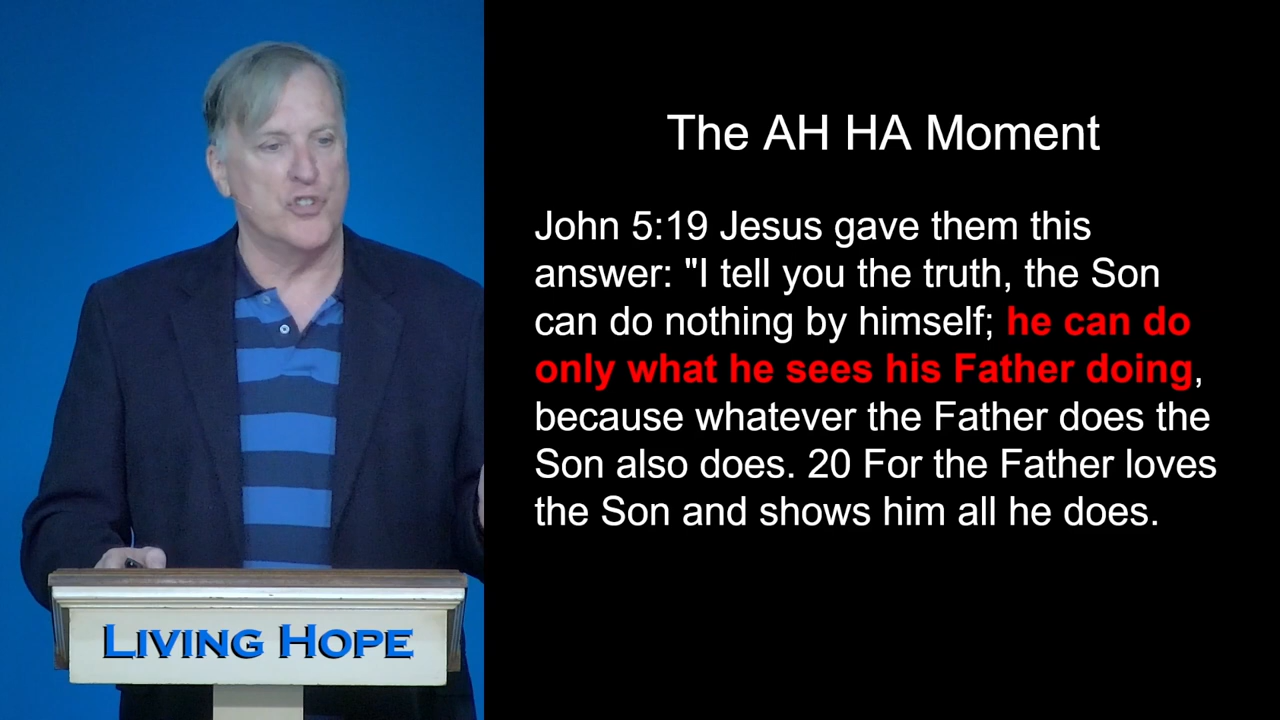 The AH HA Moment
John 5:19 Jesus gave them this
answer: "I tell you the truth, the Son
can do nothing by himself; he can do
only what he sees his Father doing,
because whatever the Father does the
Son also does. 20 For the Father loves
the Son and shows him all he does.
LIVING HOPE